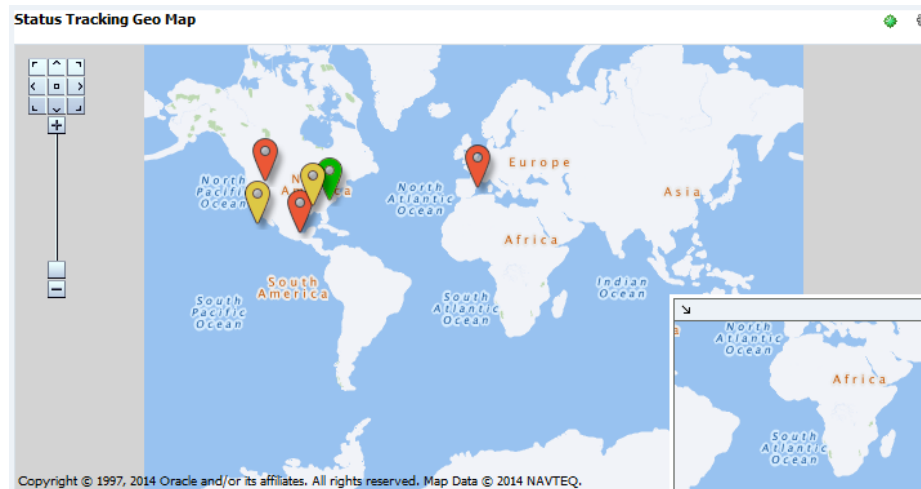 Status Tracking Geo Map
Europe
North
Pacific
Ocean
America
North
Atlantic
Ocean
Asia
Africa
South
America
Indian
Ocean
South
Pacific
Ocean
South
Atlantic
Ocean
North
Atlantic
Ocean
Africa
South
Atlantic
Ocean
Copyright © 1997, 2014 Oracle and/or its affiliates. All rights reserved. Map Data © 2014 NAVTEQ.